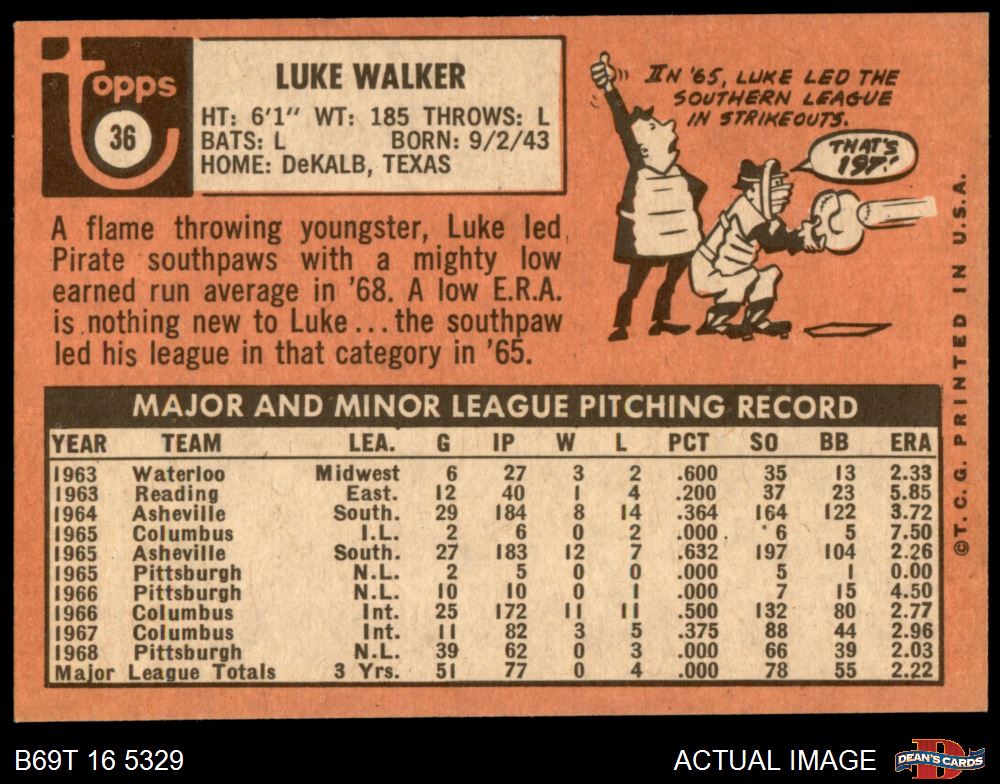 Topps
36
LUKE WALKER
HT: 6'1" WT: 185 THROWS: L
BATS: L BORN: 9/2/43
HOME: DeKALB, TEXAS
IN '65, LUKE LED THE
SOUTHERN LEAGUE
IN STRIKEOUTS.
THAT'S
197!
A flame throwing youngster, Luke led
Pirate southpaws with a mighty low
earned run average in '68. A low E.R.A.
is nothing new to Luke...the southpaw
led his league in that category in '65.
MAJOR AND MINOR LEAGUE PITCHING RECORD
YEAR TEAM LEA. G IP W L PCT SO BB ERA
1963 Waterloo Midwest 6 27 3 2 .600 35 13 2.33
1963 Reading East. 12 40 1 4 .200 37 23 5.85
1964 Asheville South. 29 184 8 14 .364 164 122 3.72
1965 Columbus I.L. 2 6 0 2 .000 6 5 7.50
1965 Asheville South. 27 183 12 7 .632 197 104 2.26
1965 Pittsburgh N.L. 2 5 0 0 .000 5 1 0.00
1966 Pittsburgh N.L. 10 10 0 1 .000 7 15 4.50
1966 Columbus Int. 25 172 11 11 .500 132 80 2.77
1967 Columbus Int. 11 82 3 5 .375 88 44 2.96
1968 Pittsburgh N.L. 39 62 0 3 .000 66 39 2.03
Major League Totals 3 Yrs. 51 77 0 4 .000 78 55 2.22
©T. C. G. PRINTED IN U.S.A.
B69T 16 5329
ACTUAL IMAGE
DEAN'S CARDS